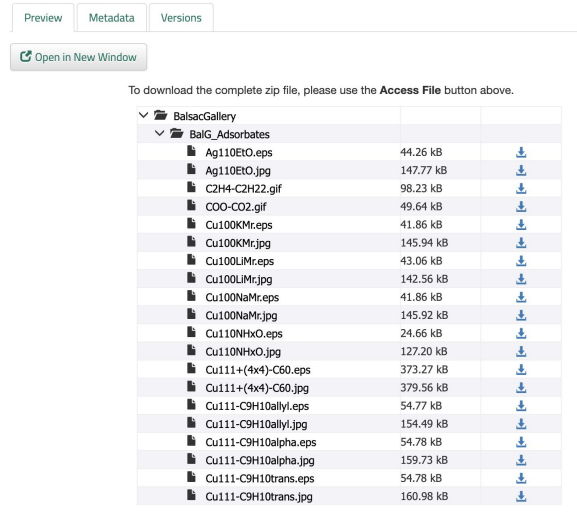 Preview Metadata Versions
Open in New Window
To download the complete zip file, please use the Access File button above.
BalsacGallery
BalG_Adsorbates
Ag110EtO.eps 44.26 kB
Ag110EtO.jpg 147.77 kB
C2H4-C2H22.gif 98.23 kB
COO-CO2.gif 49.64 kB
Cu100KMr.eps 41.86 kB
Cu100KMr.jpg 145.94 kB
Cu100LiMr.eps 43.06 kB
Cu100LiMr.jpg 142.56 kB
Cu100NaMr.eps 41.86 kB
Cu100NaMr.jpg 145.92 kB
Cu110NHxO.eps 24.66 kB
Cu110NHxO.jpg 127.20 kB
Cu111+(4x4)-C60.eps 373.27 kB
Cu111+(4x4)-C60.jpg 379.56 kB
Cu111-C9H10allyl.eps 54.77 kB
Cu111-C9H10allyl.jpg 154.49 kB
Cu111-C9H10alpha.eps 54.78 kB
Cu111-C9H10alpha.jpg 159.73 kB
Cu111-C9H10trans.eps 54.78 kB
Cu111-C9H10trans.jpg 160.98 kB